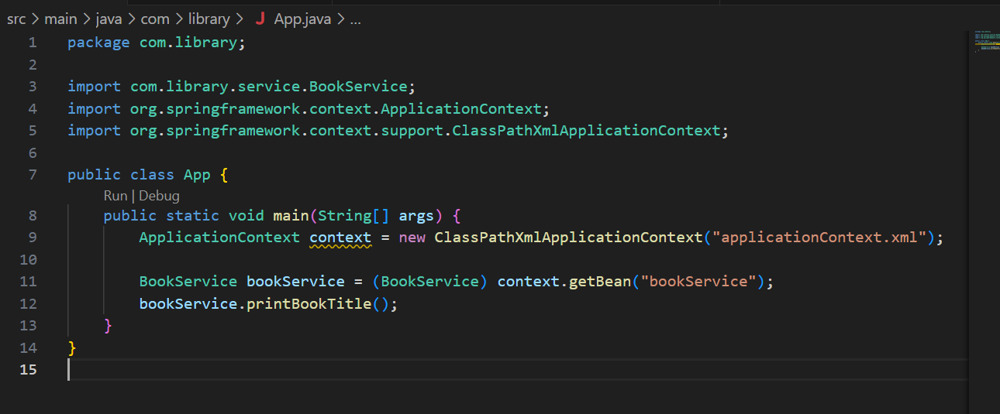 src > main > java > com > library > J App.java > ...
1 package com.library;
2
3 import com.library.service.BookService;
4 import org.springframework.context.ApplicationContext;
5 import org.springframework.context.support.ClassPathXmlApplicationContext;
6
7 public class App {
Run | Debug
8 public static void main(String[] args) {
9 ApplicationContext context = new ClassPathXmlApplicationContext("applicationContext.xml");
10
11 BookService bookService = (BookService) context.getBean("bookService");
12 bookService.printBookTitle();
13 }
14 }
15